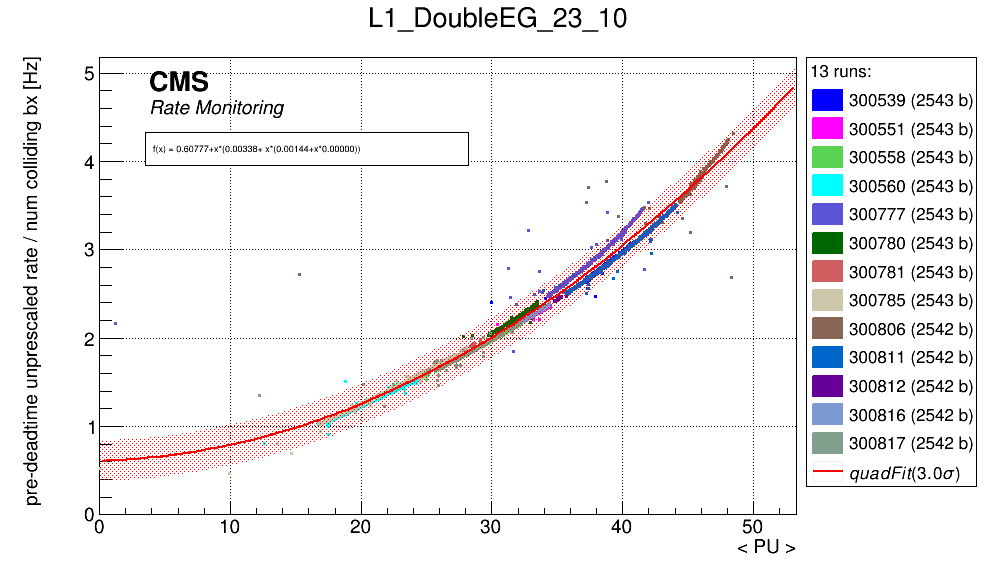 L1_DoubleEG_23_10
pre-deadtime unprescaled rate / num colliding bx [Hz]
5
4
3
2
1
0
CMS
Rate Monitoring
f(x) = 0.60777+x*(0.00338+ x*(0.00144+x*0.00000))
0 10 20 30 40 50
< PU >
13 runs:
300539 (2543 b)
300551 (2543 b)
300558 (2543 b)
300560 (2543 b)
300777 (2543 b)
300780 (2543 b)
300781 (2543 b)
300785 (2543 b)
300806 (2542 b)
300811 (2542 b)
300812 (2542 b)
300816 (2542 b)
300817 (2542 b)
quadFit(3.0σ)